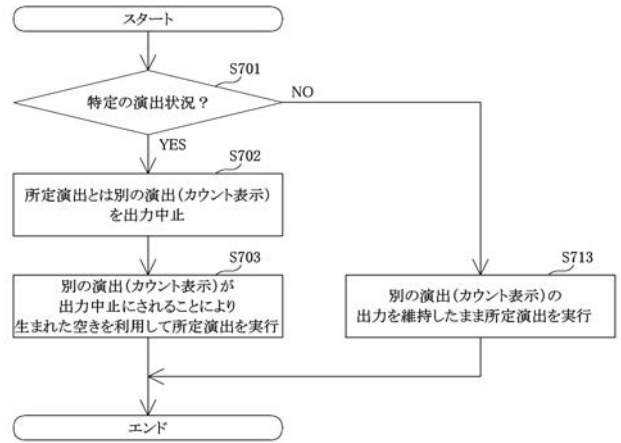 スタート
S701
特定の演出状況？
NO
YES
S702
所定演出とは別の演出(カウント表示)
を出力中止
S703
別の演出(カウント表示)が
出力中止にされることにより
生まれた空きを利用して所定演出を実行
S713
別の演出(カウント表示)の
出力を維持したまま所定演出を実行
エンド